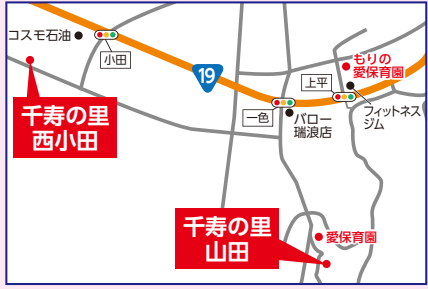 コスモ石油
小田
19
もりの
愛保育園
上平
フィットネス
ジム
千寿の里
西小田
一色
バロー
瑞浪店
千寿の里
山田
愛保育園